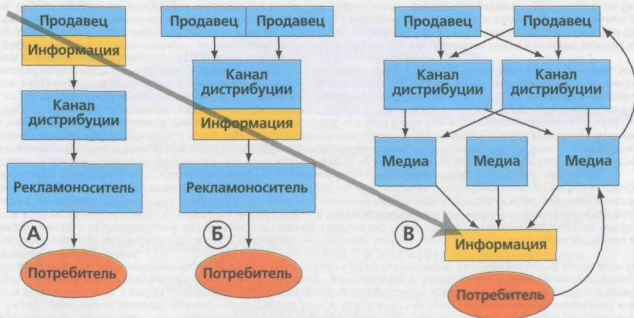 Продавец
Информация
Канал
дистрибуции
Рекламоноситель
А
Потребитель
Продавец Продавец
Канал
дистрибуции
Информация
Рекламоноситель
Б
Потребитель
Продавец Продавец
Канал
дистрибуции
Канал
дистрибуции
Медиа Медиа Медиа
В
Информация
Потребитель